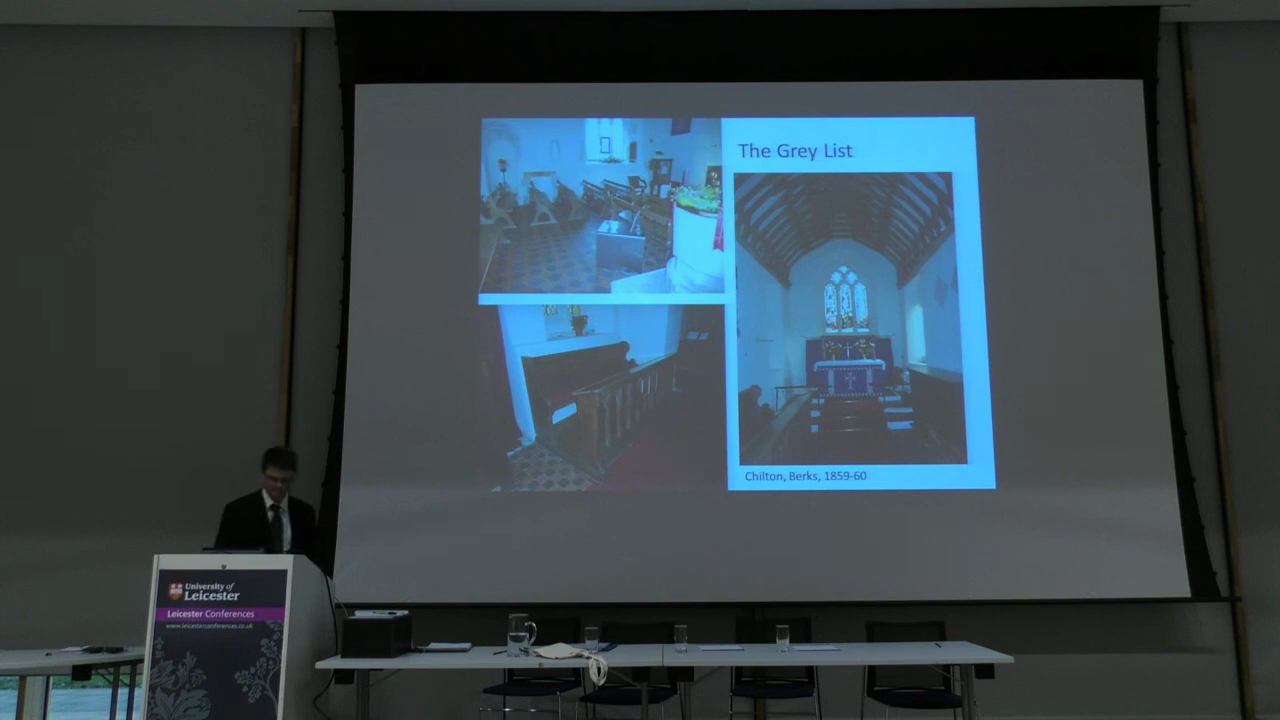 The Grey List
Chilton, Berks, 1859-60
University of
Leicester
Leicester Conferences
www.leicesterconferences.co.uk